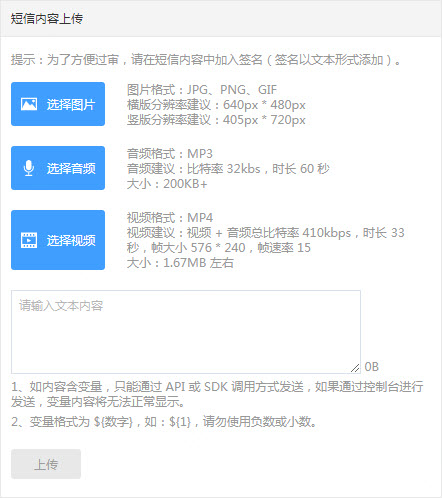 短信内容上传
提示：为了方便过审，请在短信内容中加入签名（签名以文本形式添加）。
选择图片
图片格式：JPG、PNG、GIF
横版分辨率建议：640px * 480px
竖版分辨率建议：405px * 720px
选择音频
音频格式：MP3
音频建议：比特率 32kbs，时长 60 秒
大小：200KB+
选择视频
视频格式：MP4
视频建议：视频 + 音频总比特率 410kbps，时长 33
秒，帧大小 576 * 240，帧速率 15
大小：1.67MB 左右
请输入文本内容
0B
1、如内容含变量，只能通过 API 或 SDK 调用方式发送，如果通过控制台进行
发送，变量内容将无法正常显示。
2、变量格式为 ${数字}，如：${1}，请勿使用负数或小数。
上传